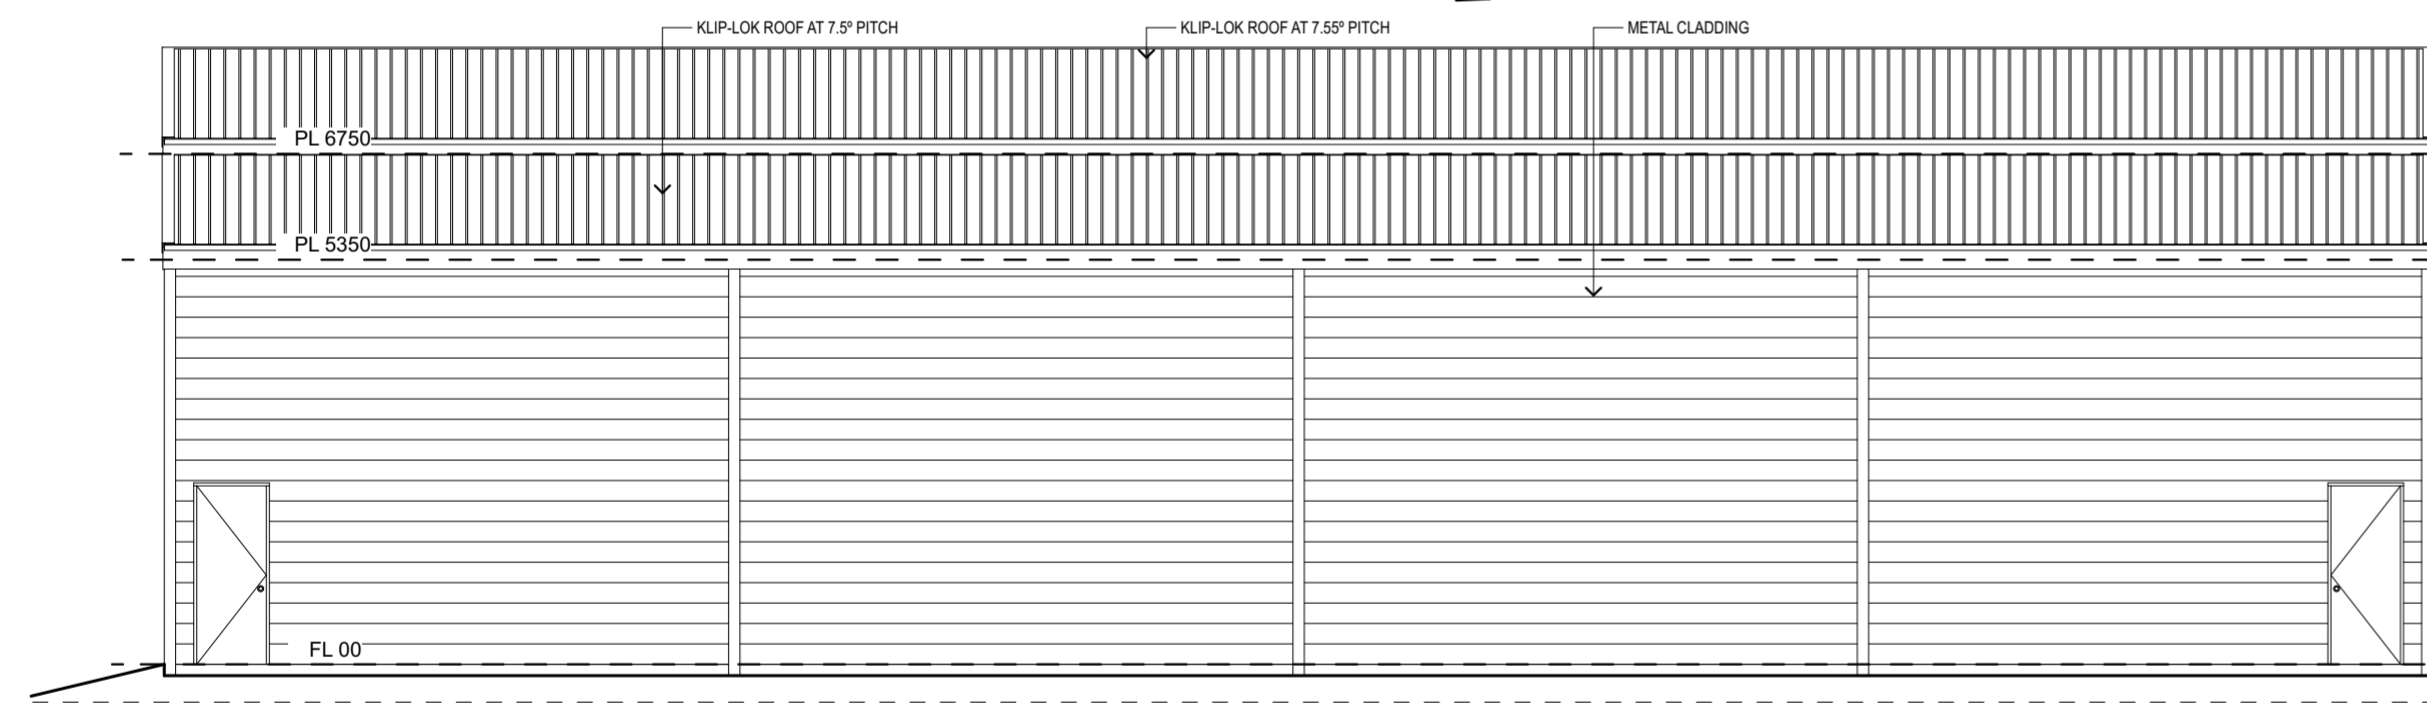 KLIP-LOK ROOF AT 7.5º PITCH
KLIP-LOK ROOF AT 7.55º PITCH
METAL CLADDING
PL 6750
PL 5350
FL 00